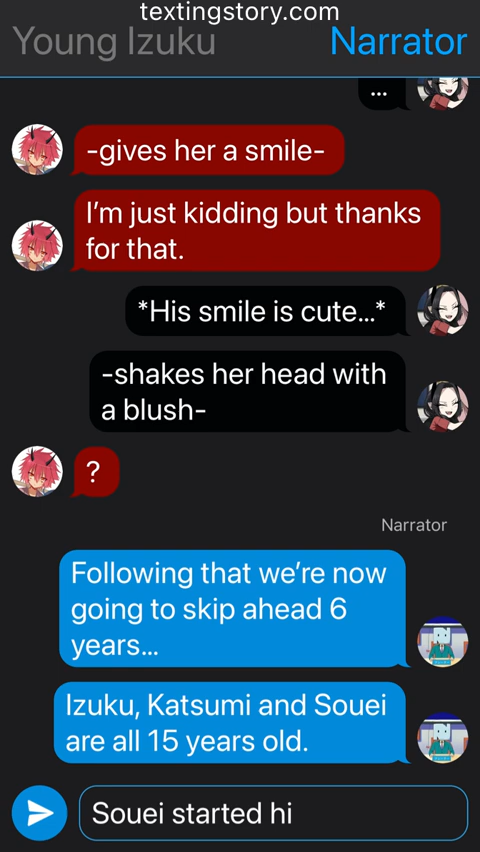 textingstory.com
Young Izuku
Narrator
...
-gives her a smile-
I'm just kidding but thanks
for that.
*His smile is cute...*
-shakes her head with
a blush-
?
Narrator
Following that we're now
going to skip ahead 6
years...
Izuku, Katsumi and Souei
are all 15 years old.
Souei started hi